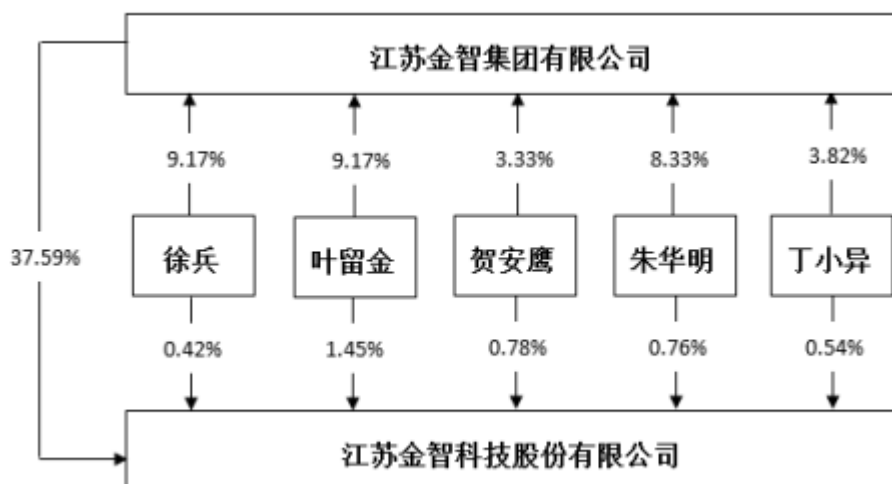 江苏金智集团有限公司
9.17% 9.17% 3.33% 8.33% 3.82%
37.59%
徐兵 叶留金 贺安鹰 朱华明 丁小异
0.42% 1.45% 0.78% 0.76% 0.54%
江苏金智科技股份有限公司